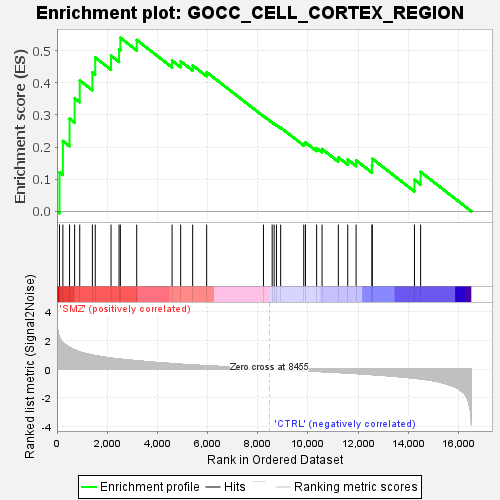 Enrichment plot: GOCC_CELL_CORTEX_REGION
Enrichment score (ES)
0.5
0.4
0.3
0.2
0.1
0.0
'SMZ' (positively correlated)
Ranked list metric (Signal2Noise)
4
2
0
-2
-4
Zero cross at 8455
'CTRL' (negatively correlated)
0
2,000
4,000
6,000
8,000
10,000
12,000
14,000
16,000
Rank in Ordered Dataset
Enrichment profile
Hits
Ranking metric scores